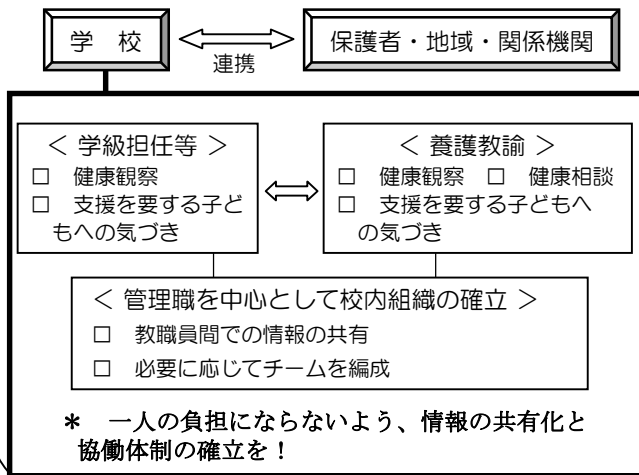 学 校
保護者・地域・関係機関
連携
＜ 学級担任等 ＞
□ 健康観察
□ 支援を要する子ど
もへの気づき
＜ 養護教諭 ＞
□ 健康観察 □ 健康相談
□ 支援を要する子どもへ
の気づき
＜ 管理職を中心として校内組織の確立 ＞
□ 教職員間での情報の共有
□ 必要に応じてチームを編成
＊ 一人の負担にならないよう、情報の共有化と
協働体制の確立を！